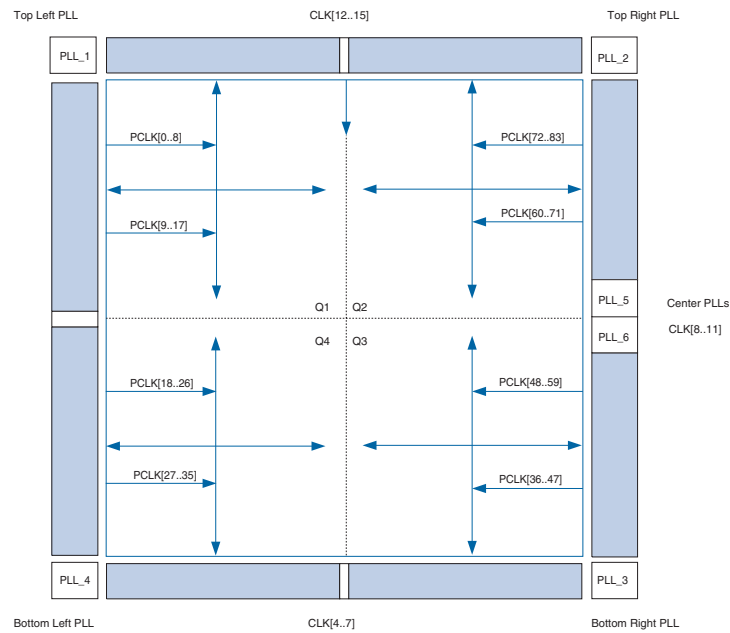 Top Left PLL
CLK[12..15]
Top Right PLL
PLL_1
PLL_2
PCLK[0..8]
PCLK[72..83]
PCLK[9..17]
PCLK[60..71]
Q1
Q2
PLL_5
Center PLLs
Q4
Q3
PLL_6
CLK[8..11]
PCLK[18..26]
PCLK[48..59]
PCLK[27..35]
PCLK[36..47]
PLL_4
PLL_3
Bottom Left PLL
CLK[4..7]
Bottom Right PLL